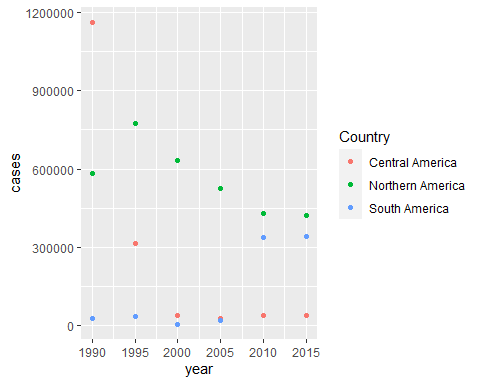 1200000
900000
600000
300000
0
cases
1990 1995 2000 2005 2010 2015
year
Country
Central America
Northern America
South America